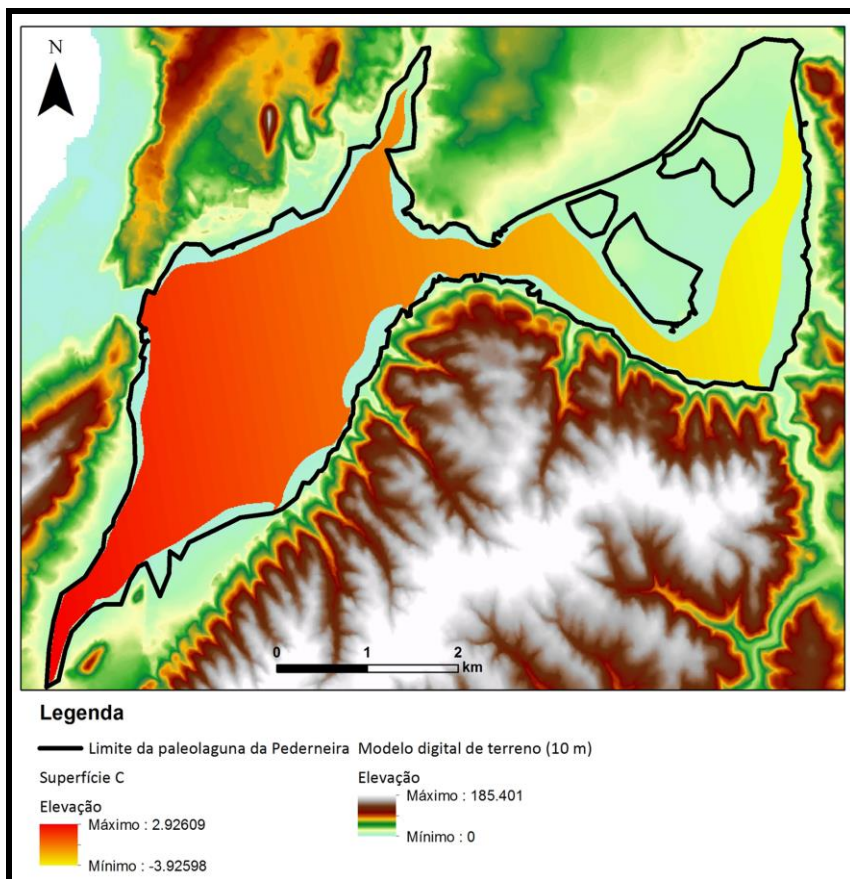 N
0 1 2
km
Legenda
Limite da paleolaguna da Pederneira
Modelo digital de terreno (10 m)
Superfície C
Elevação
Máximo : 2.92609
Mínimo : -3.92598
Elevação
Máximo : 185.401
Mínimo : 0